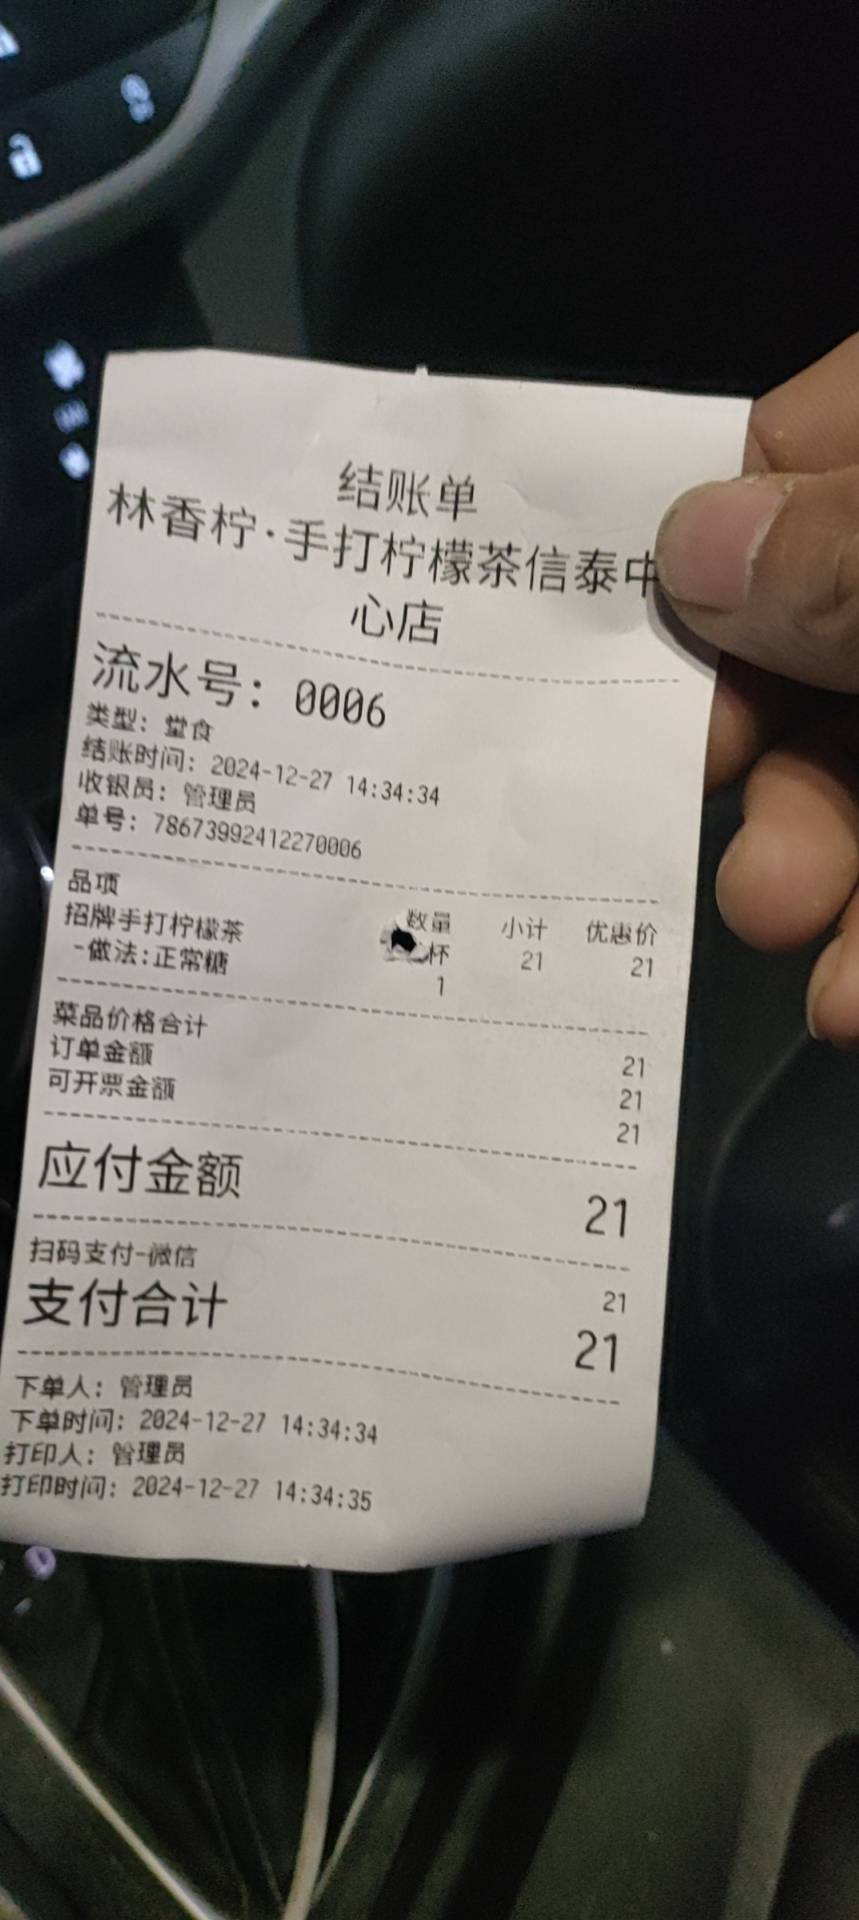 结账单
林香柠·手打柠檬茶信泰中
心店
流水号: 0006
类型: 堂食
结账时间: 2024-12-27 14:34:34
收银员: 管理员
单号: 78673992412270006
品项 数量 小计 优惠价
招牌手打柠檬茶 杯 21 21
-做法:正常糖 1
菜品价格合计 21
订单金额 21
可开票金额 21
应付金额 21
扫码支付-微信 21
支付合计 21
下单人: 管理员
下单时间: 2024-12-27 14:34:34
打印人: 管理员
打印时间: 2024-12-27 14:34:35